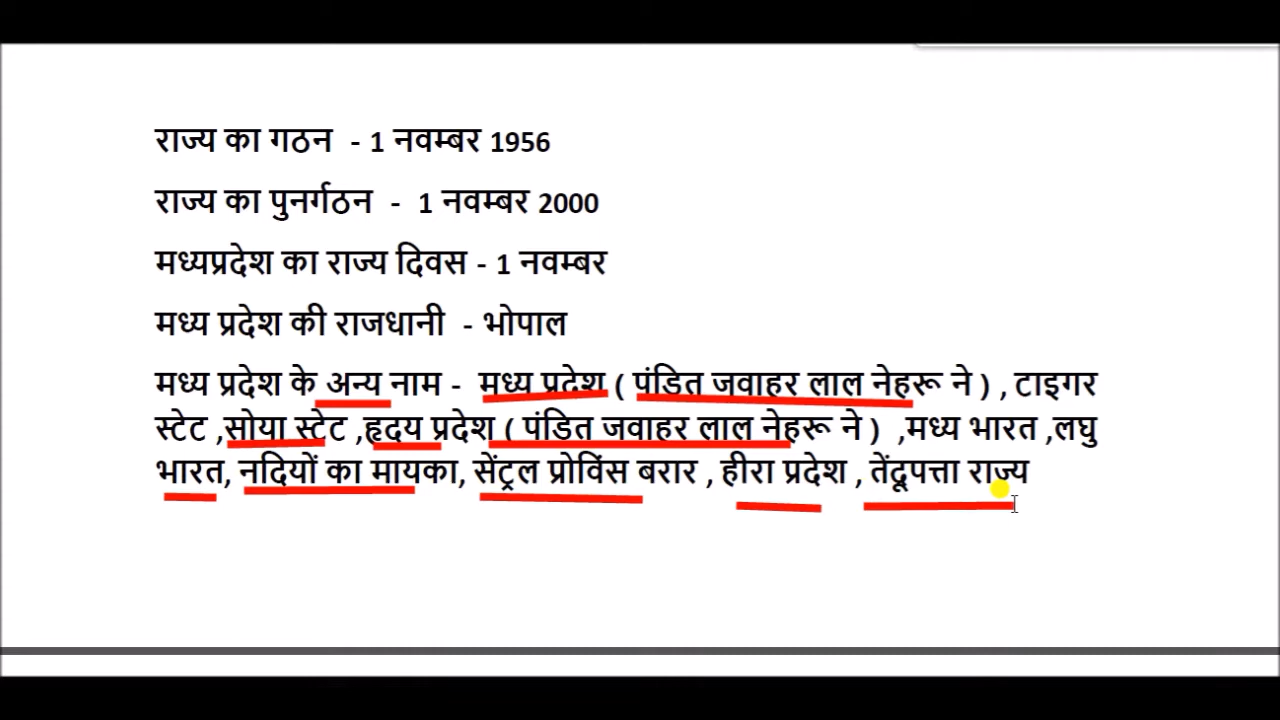 राज्य का गठन - 1 नवम्बर 1956
राज्य का पुनर्गठन - 1 नवम्बर 2000
मध्यप्रदेश का राज्य दिवस - 1 नवम्बर
मध्य प्रदेश की राजधानी - भोपाल
मध्य प्रदेश के अन्य नाम - मध्य प्रदेश ( पंडित जवाहर लाल नेहरू ने ) , टाइगर
स्टेट ,सोया स्टेट ,हृदय प्रदेश ( पंडित जवाहर लाल नेहरू ने ) ,मध्य भारत ,लघु
भारत, नदियों का मायका, सेंट्रल प्रोविंस बरार , हीरा प्रदेश , तेंदूपत्ता राज्य